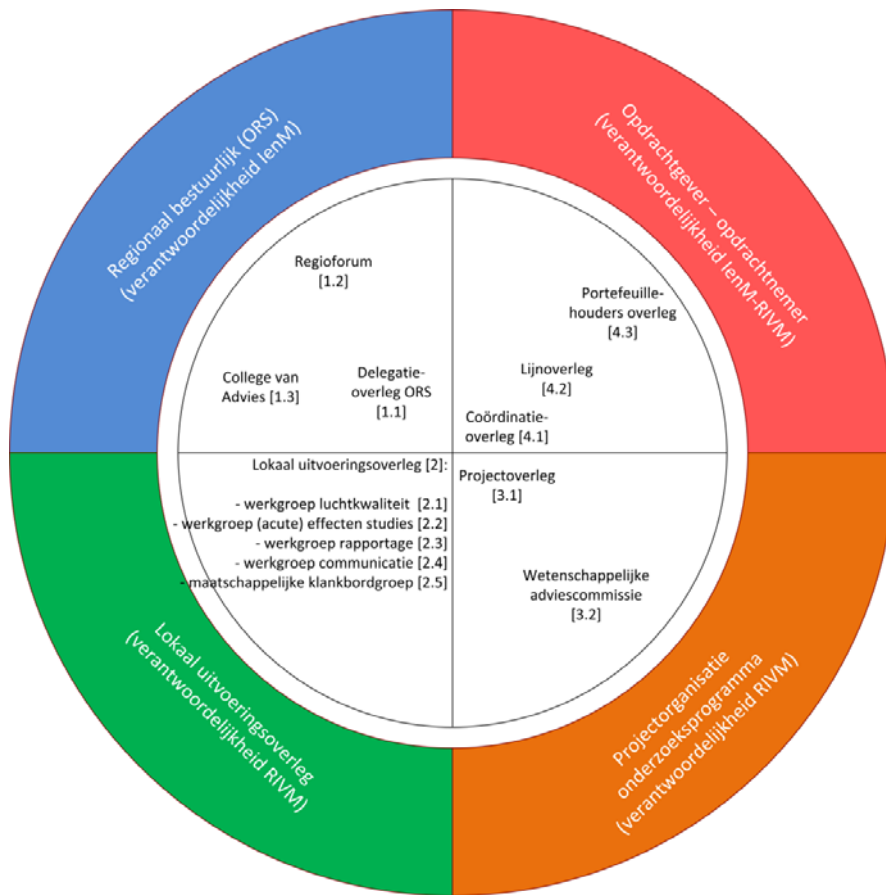 Regionaal bestuurlijk (ORS)
(verantwoordelijkheid IenM)
Opdrachtgever – opdrachtnemer
(verantwoordelijkheid IenM-RIVM)
Regioforum
[1.2]
College van
Advies [1.3]
Delegatie-
overleg ORS
[1.1]
Portefeuille-
houders overleg
[4.3]
Lijnoverleg
[4.2]
Coördinatie-
overleg [4.1]
Lokaal uitvoeringsoverleg [2]:
- werkgroep luchtkwaliteit [2.1]
- werkgroep (acute) effecten studies [2.2]
- werkgroep rapportage [2.3]
- werkgroep communicatie [2.4]
- maatschappelijke klankbordgroep [2.5]
Projectoverleg
[3.1]
Wetenschappelijke
adviescommissie
[3.2]
Lokaal uitvoeringsoverleg
(verantwoordelijkheid RIVM)
Projectorganisatie
onderzoeksprogramma
(verantwoordelijkheid RIVM)